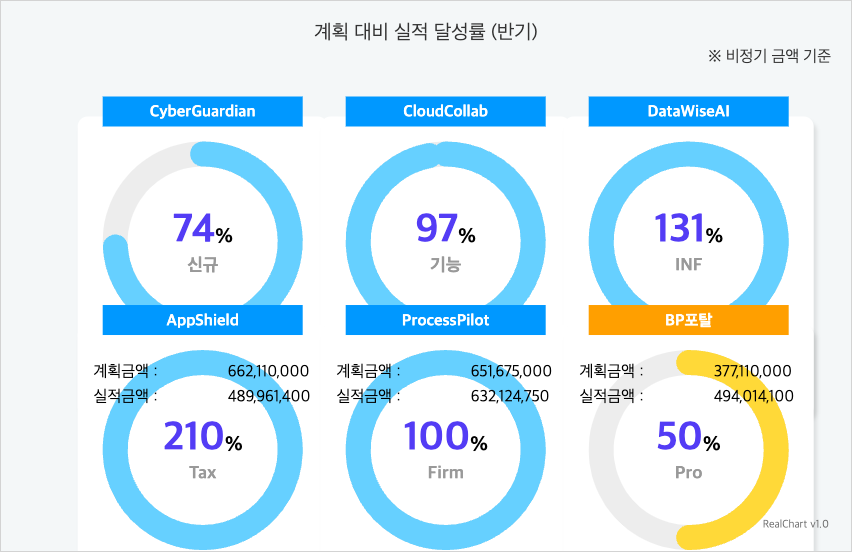 계획 대비 실적 달성률 (반기)
※ 비정기 금액 기준
CyberGuardian
CloudCollab
DataWiseAI
74%
신규
97%
기능
131%
INF
AppShield
ProcessPilot
BP포탈
계획금액 : 662,110,000
실적금액 : 489,961,400
계획금액 : 651,675,000
실적금액 : 632,124,750
계획금액 : 377,110,000
실적금액 : 494,014,100
210%
Tax
100%
Firm
50%
Pro
RealChart v1.0